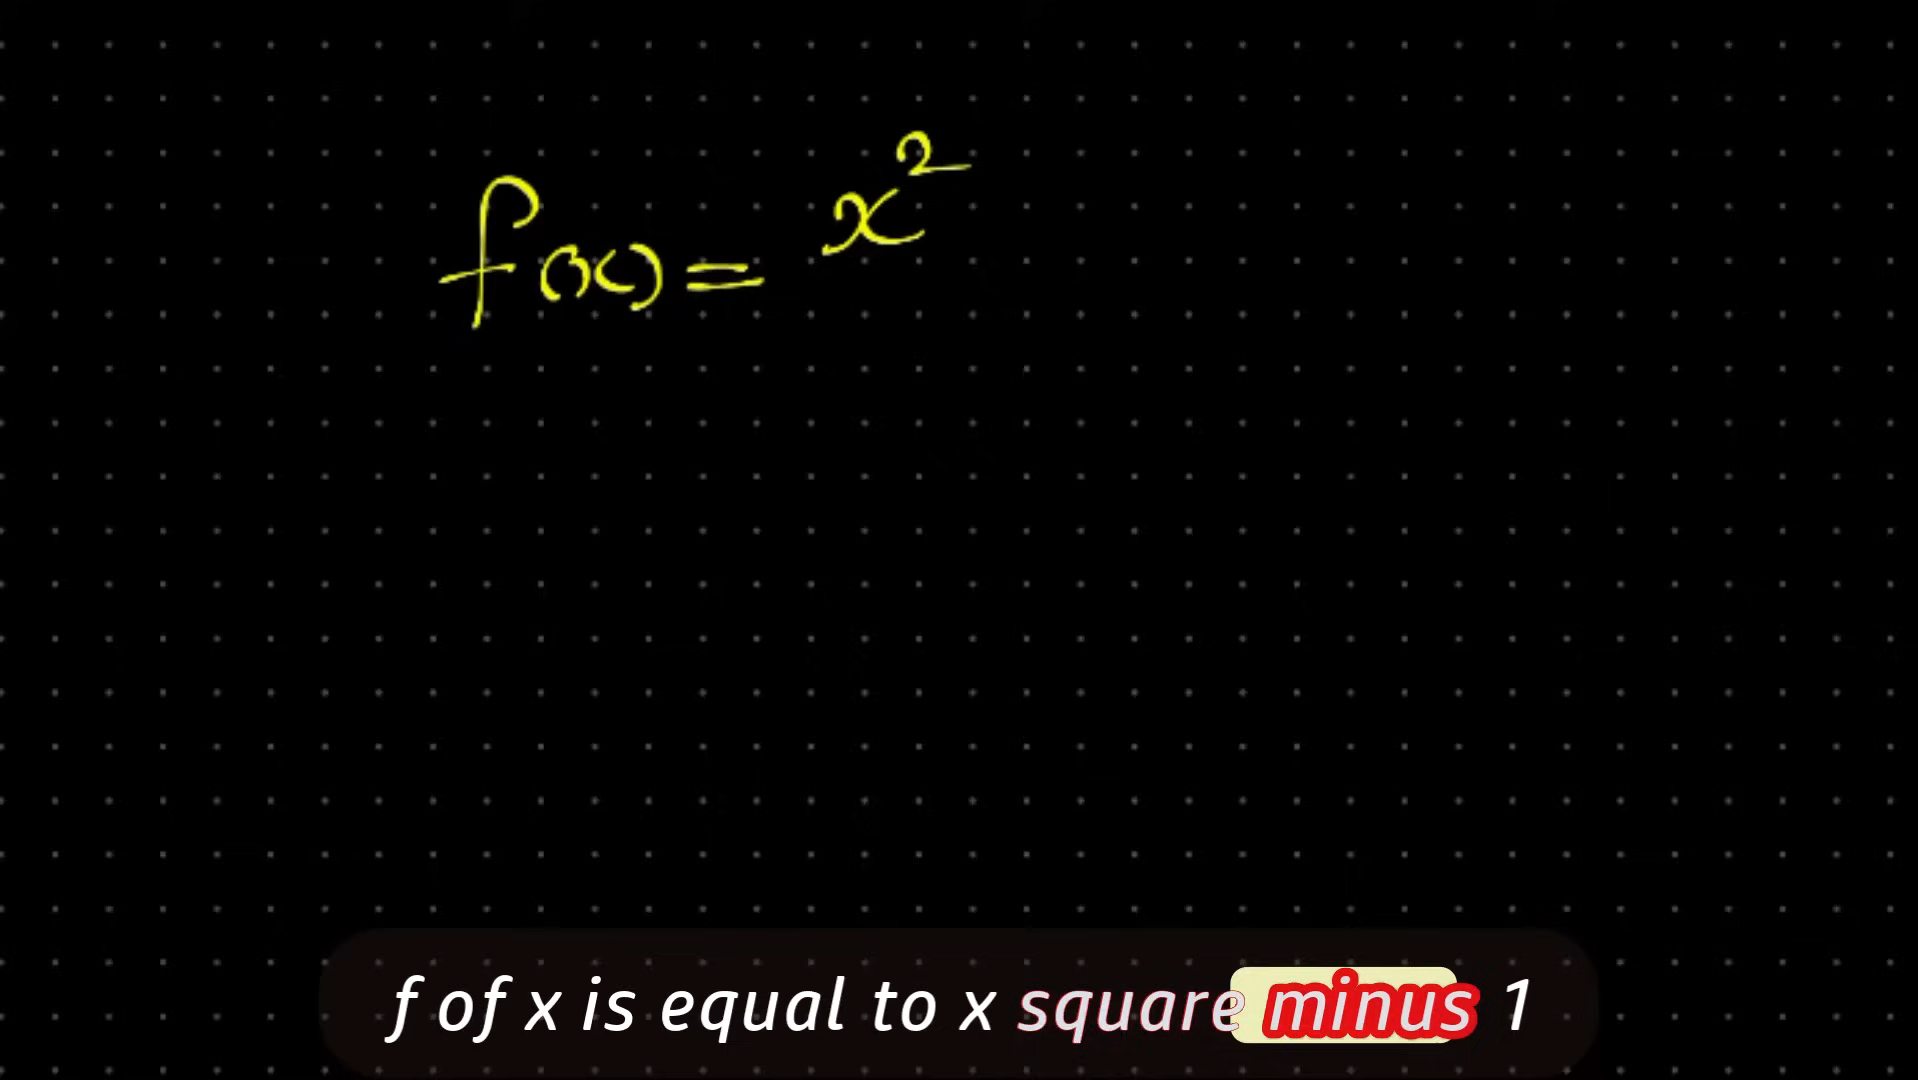 f(x) = x²
f of x is equal to x square minus 1